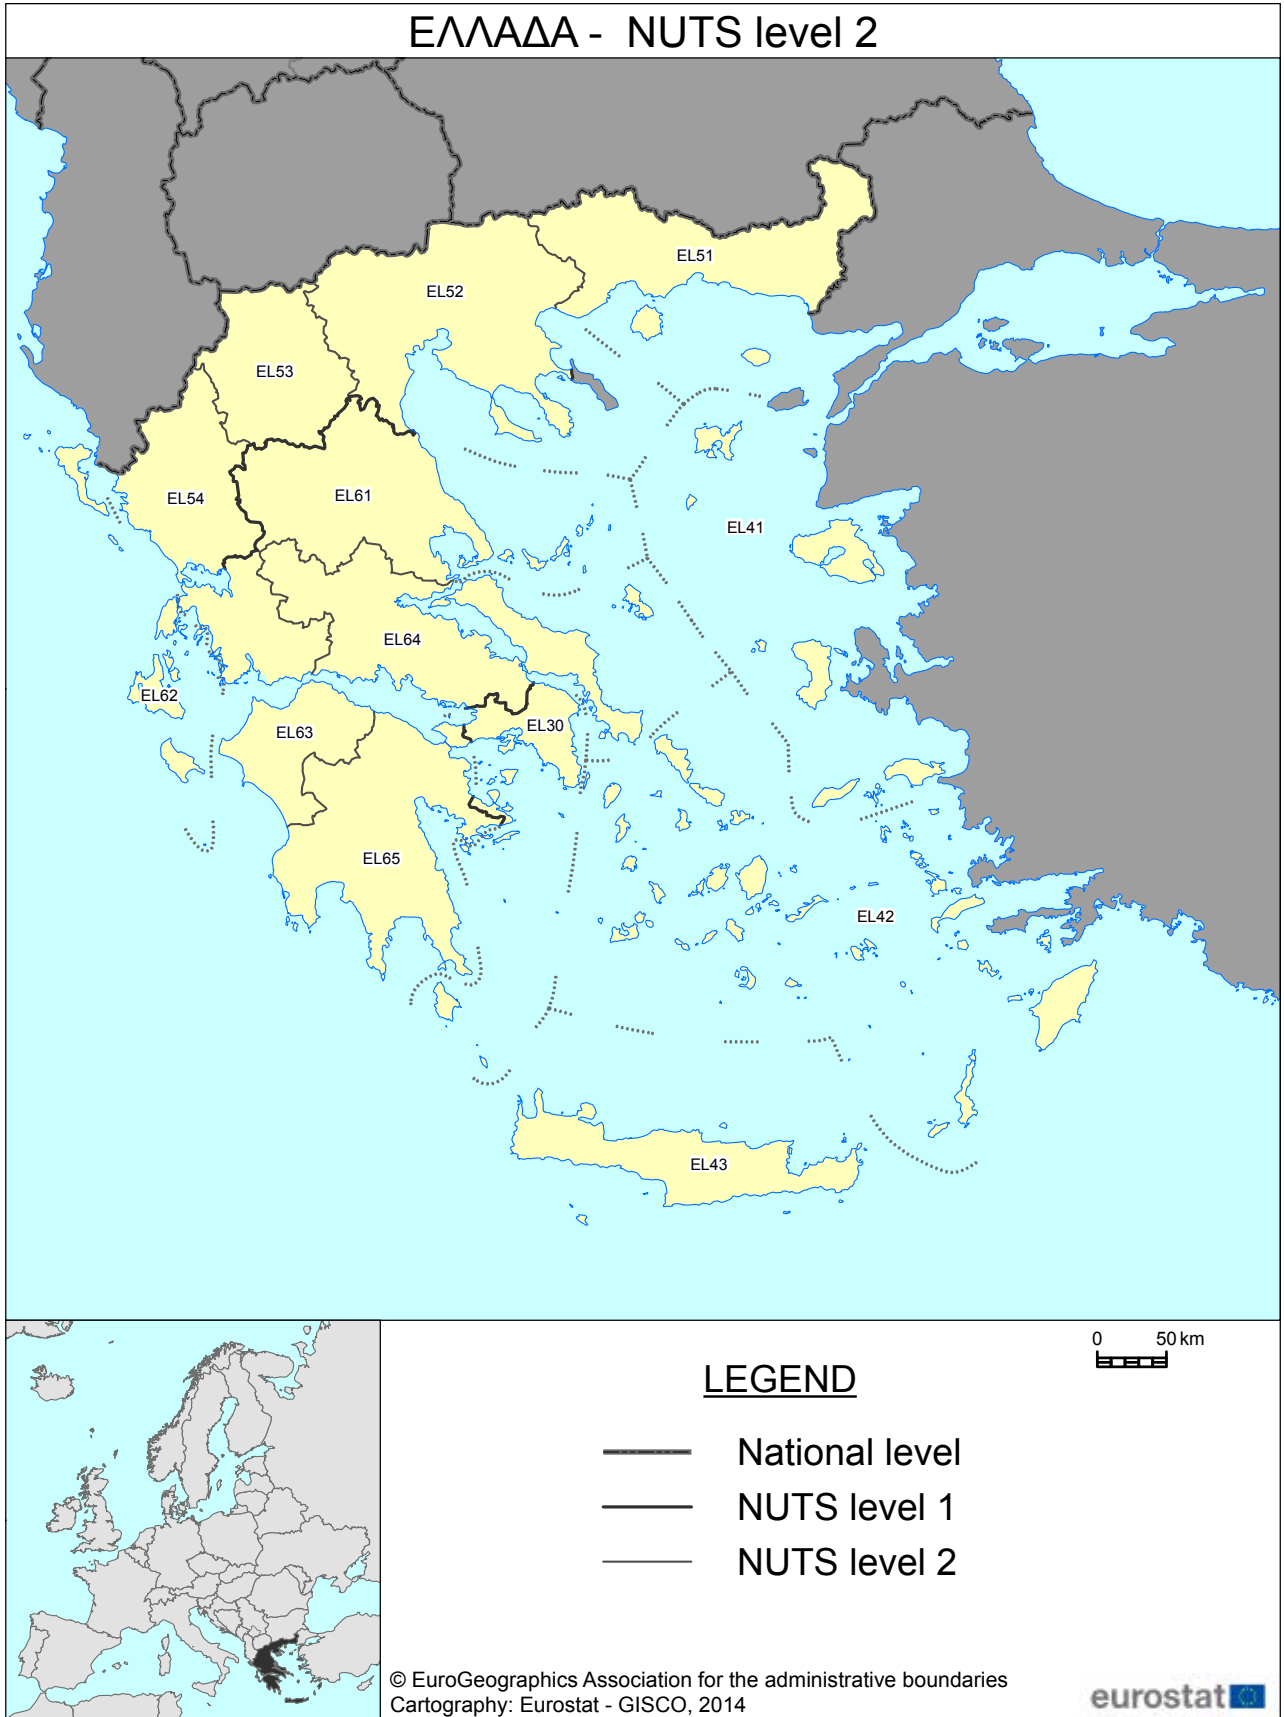 ΕΛΛΑΔΑ - NUTS level 2
EL51
EL52
EL53
EL54
EL61
EL41
EL64
EL62
EL63
EL30
EL65
EL42
EL43
0 50 km
LEGEND
National level
NUTS level 1
NUTS level 2
© EuroGeographics Association for the administrative boundaries
Cartography: Eurostat - GISCO, 2014
eurostat